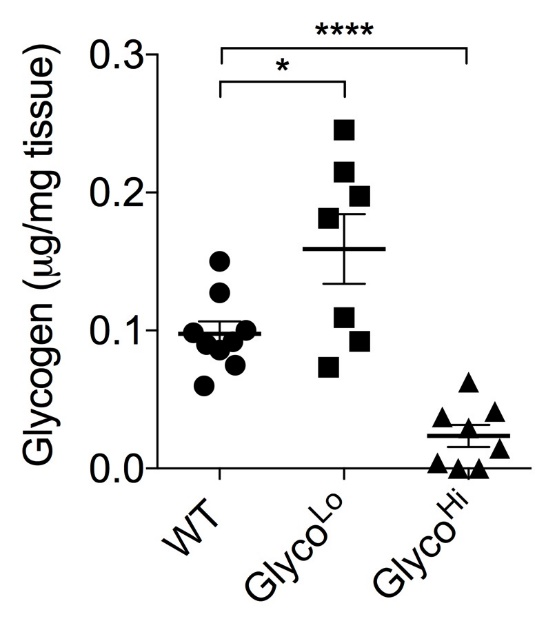 ****
*
0.3
0.2
0.1
0.0
Glycogen (µg/mg tissue)
WT
GlycoLo
GlycoHi